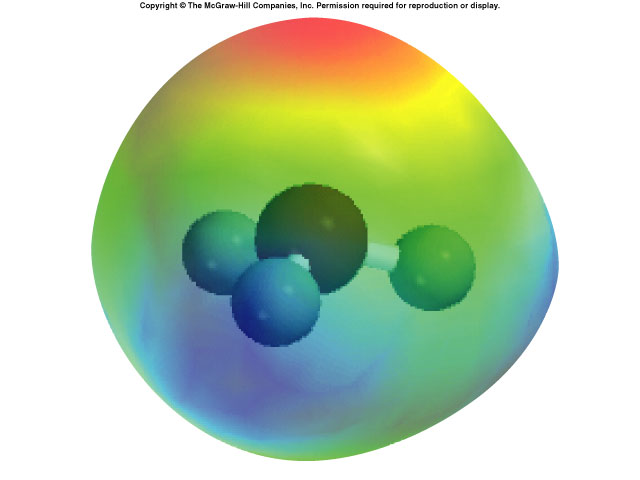 Copyright © The McGraw-Hill Companies, Inc. Permission required for reproduction or display.